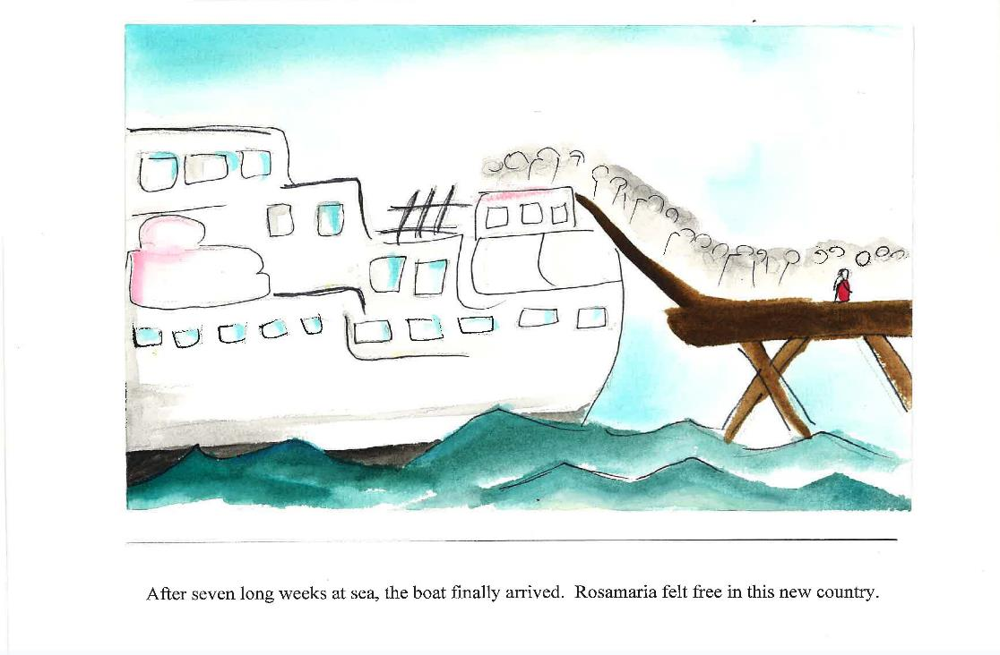 After seven long weeks at sea, the boat finally arrived.  Rosamaria felt free in this new country.